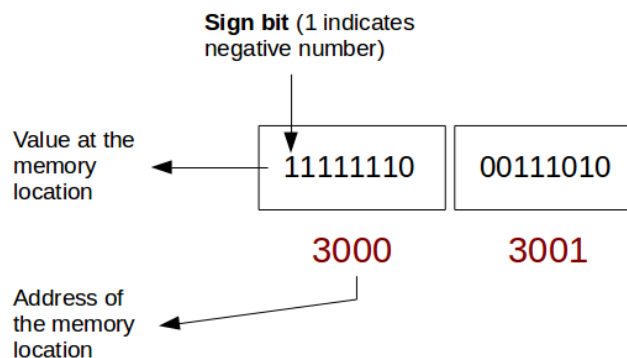 Sign bit (1 indicates
negative number)
Value at the
memory
location
11111110
00111010
3000
3001
Address of
the memory
location